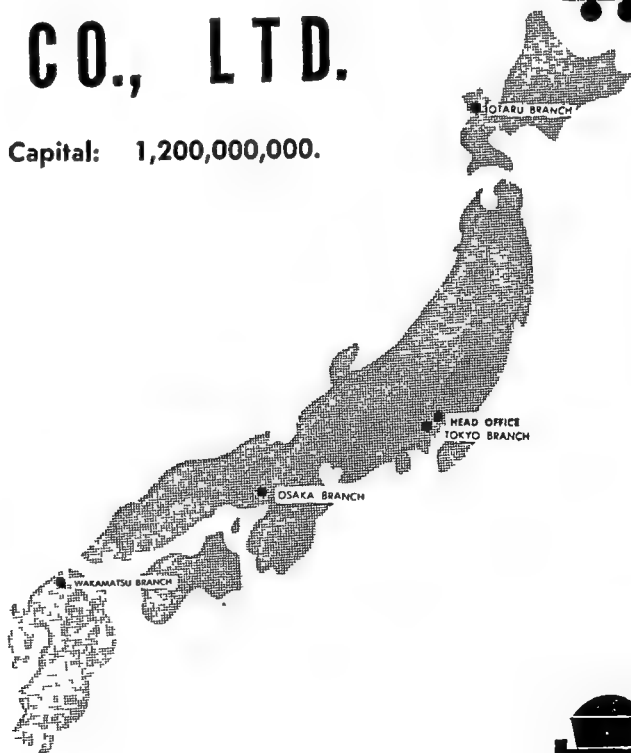 CO., LTD.
Capital: 1,200,000,000.
OTARU BRANCH
HEAD OFFICE
TOKYO BRANCH
OSAKA BRANCH
WAKAMATSU BRANCH